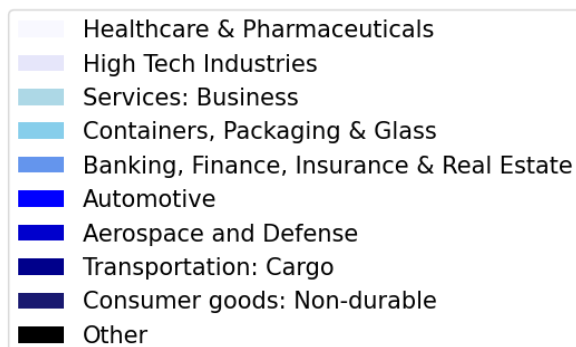 Healthcare & Pharmaceuticals
High Tech Industries
Services: Business
Containers, Packaging & Glass
Banking, Finance, Insurance & Real Estate
Automotive
Aerospace and Defense
Transportation: Cargo
Consumer goods: Non-durable
Other